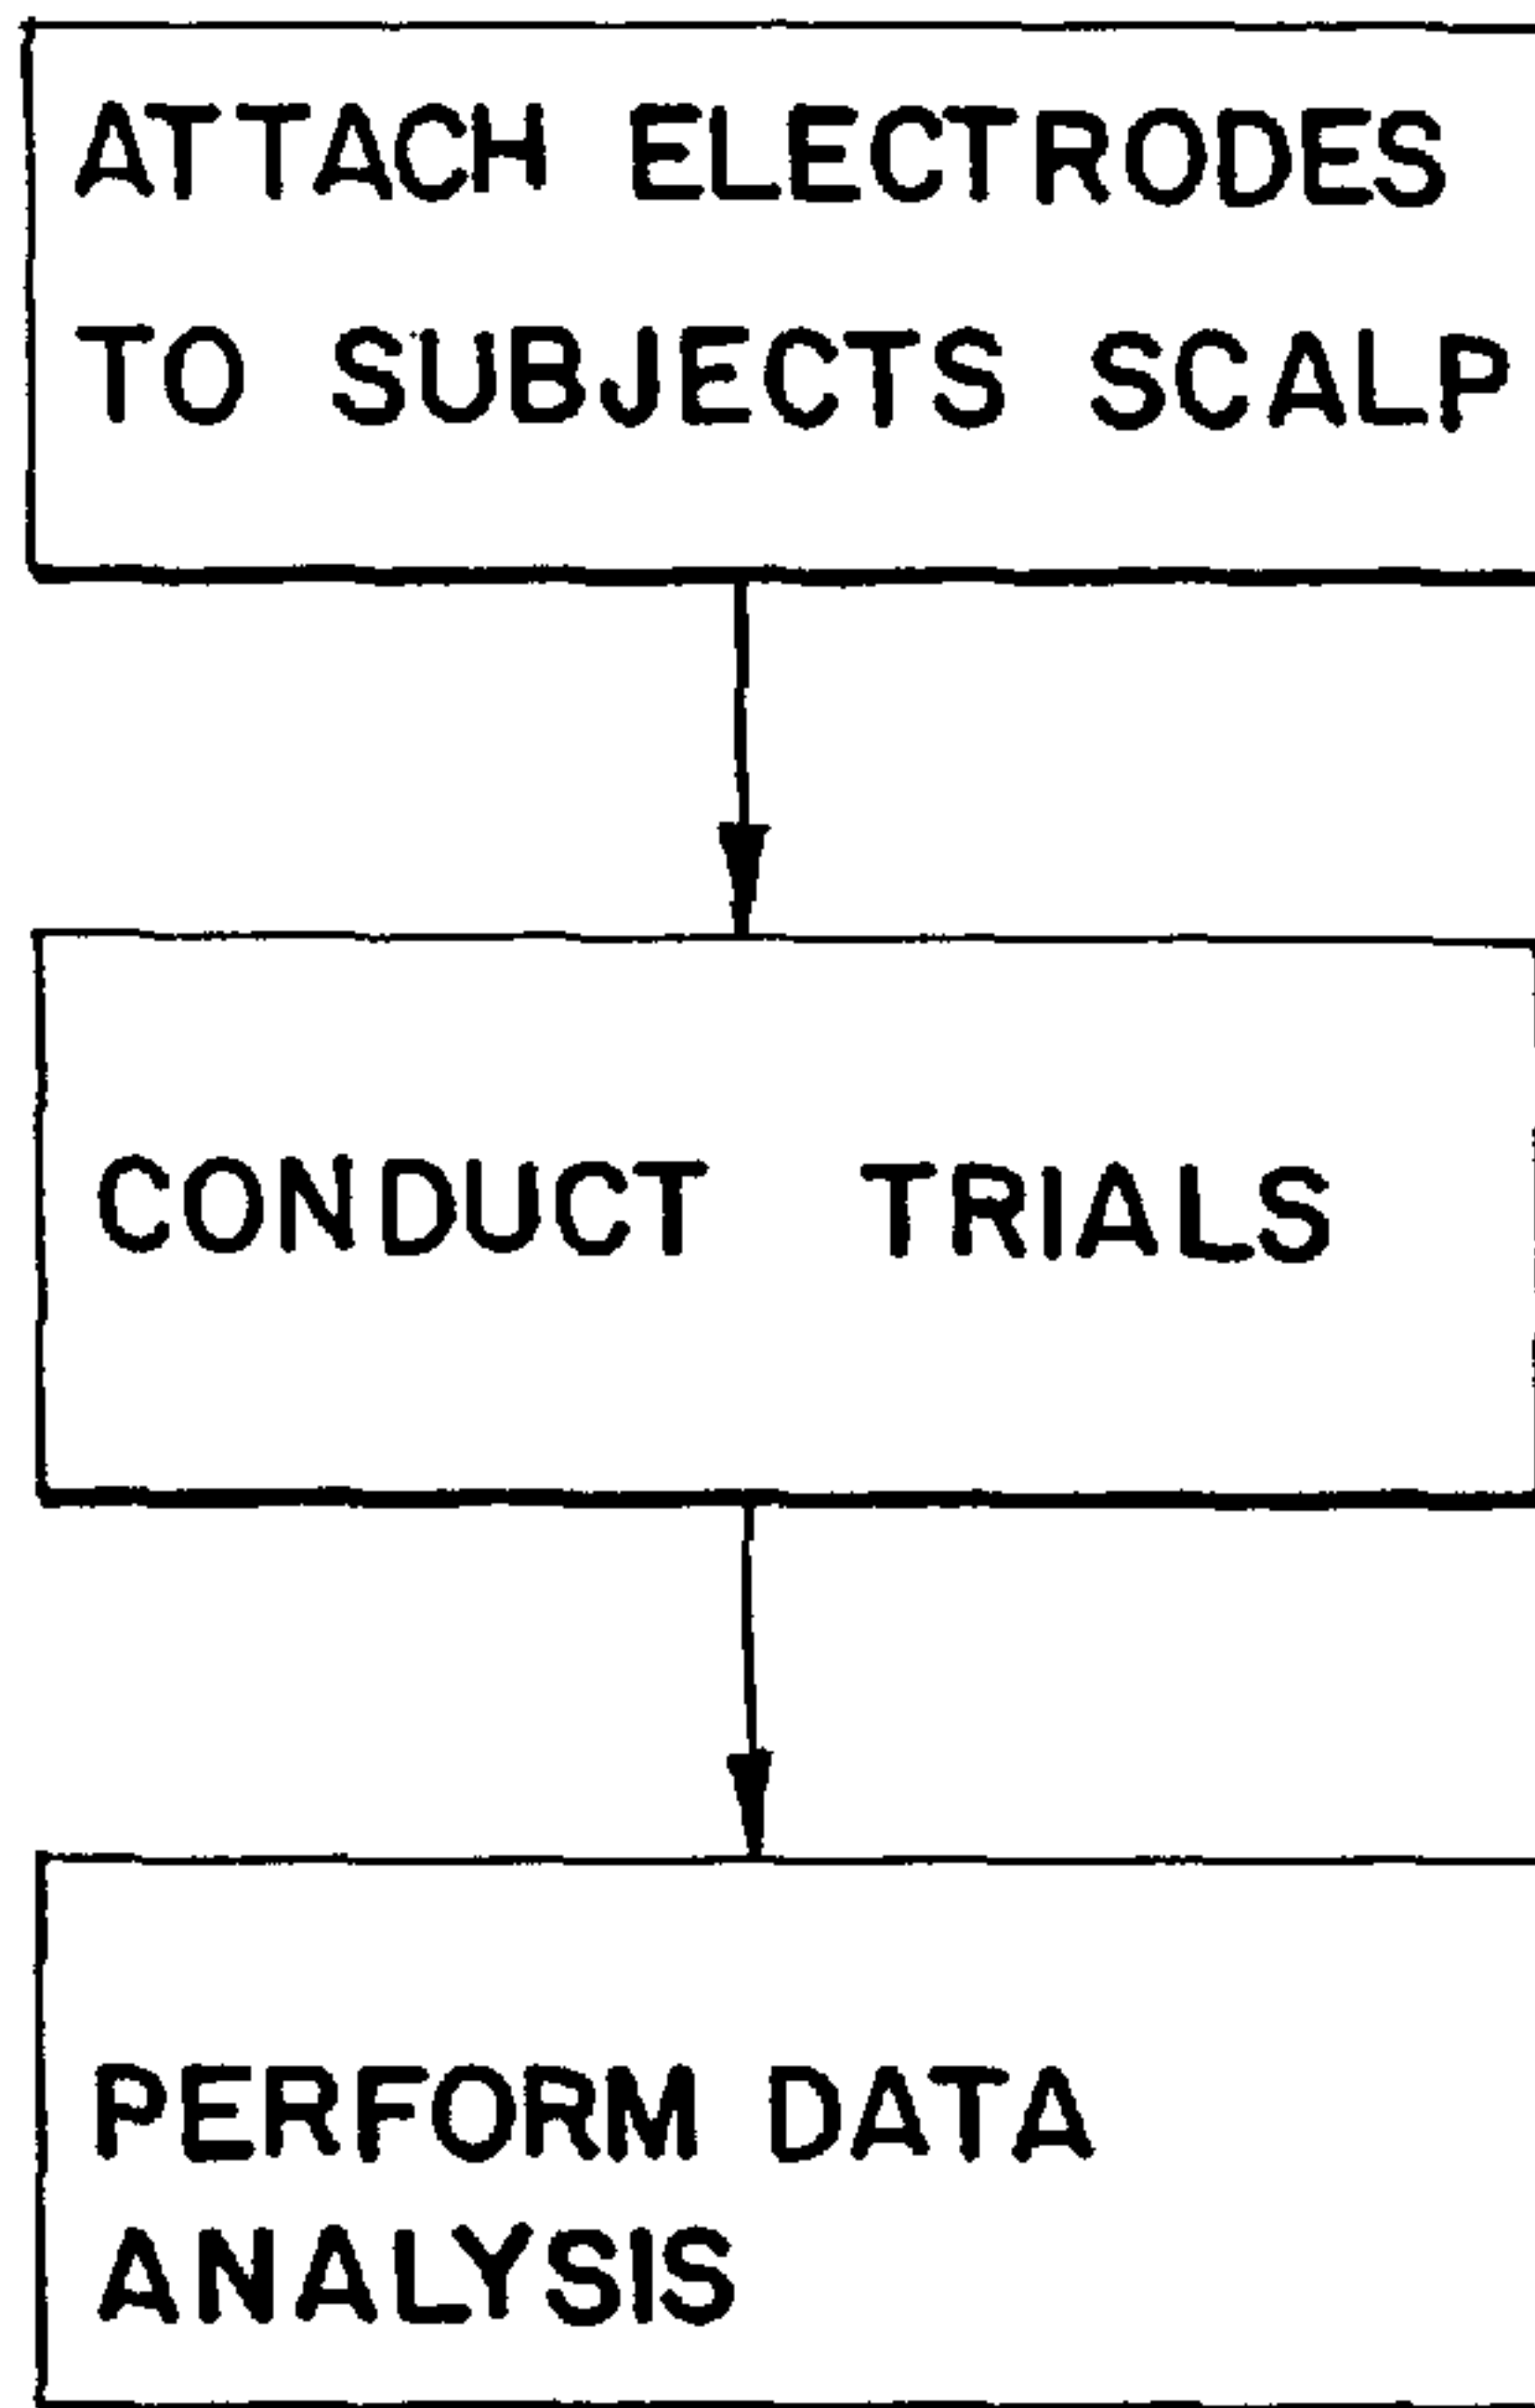 ATTACH ELECTRODES
TO SUBJECTS SCALP
CONDUCT TRIALS
PERFORM DATA
ANALYSIS